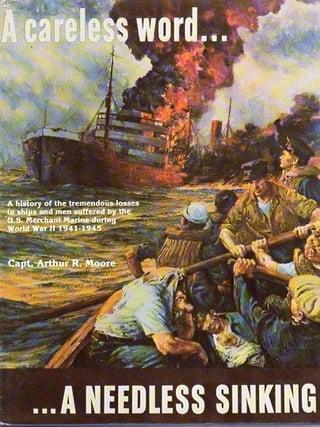 A careless word...
A history of the tremendous losses
in ships and men suffered by the
U.S. Merchant Marine during
World War II 1941-1945
Capt. Arthur R. Moore
...A NEEDLESS SINKING